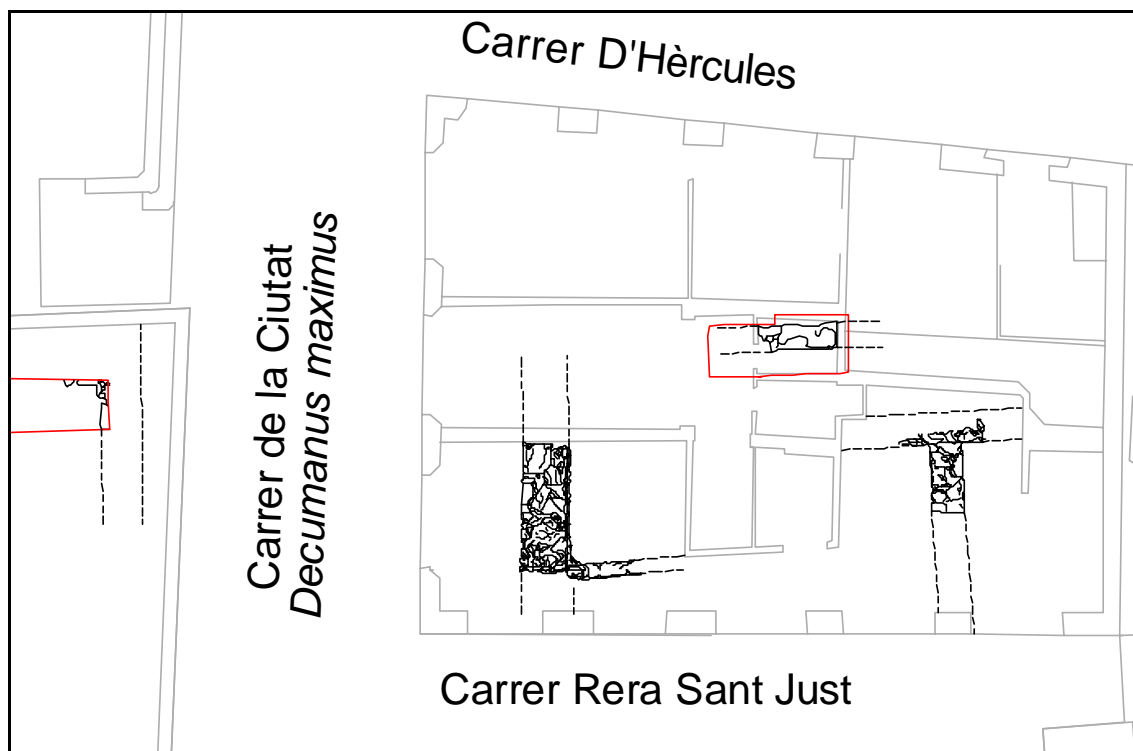 Carrer D'Hèrcules
Carrer de la Ciutat
Decumanus maximus
Carrer Rera Sant Just